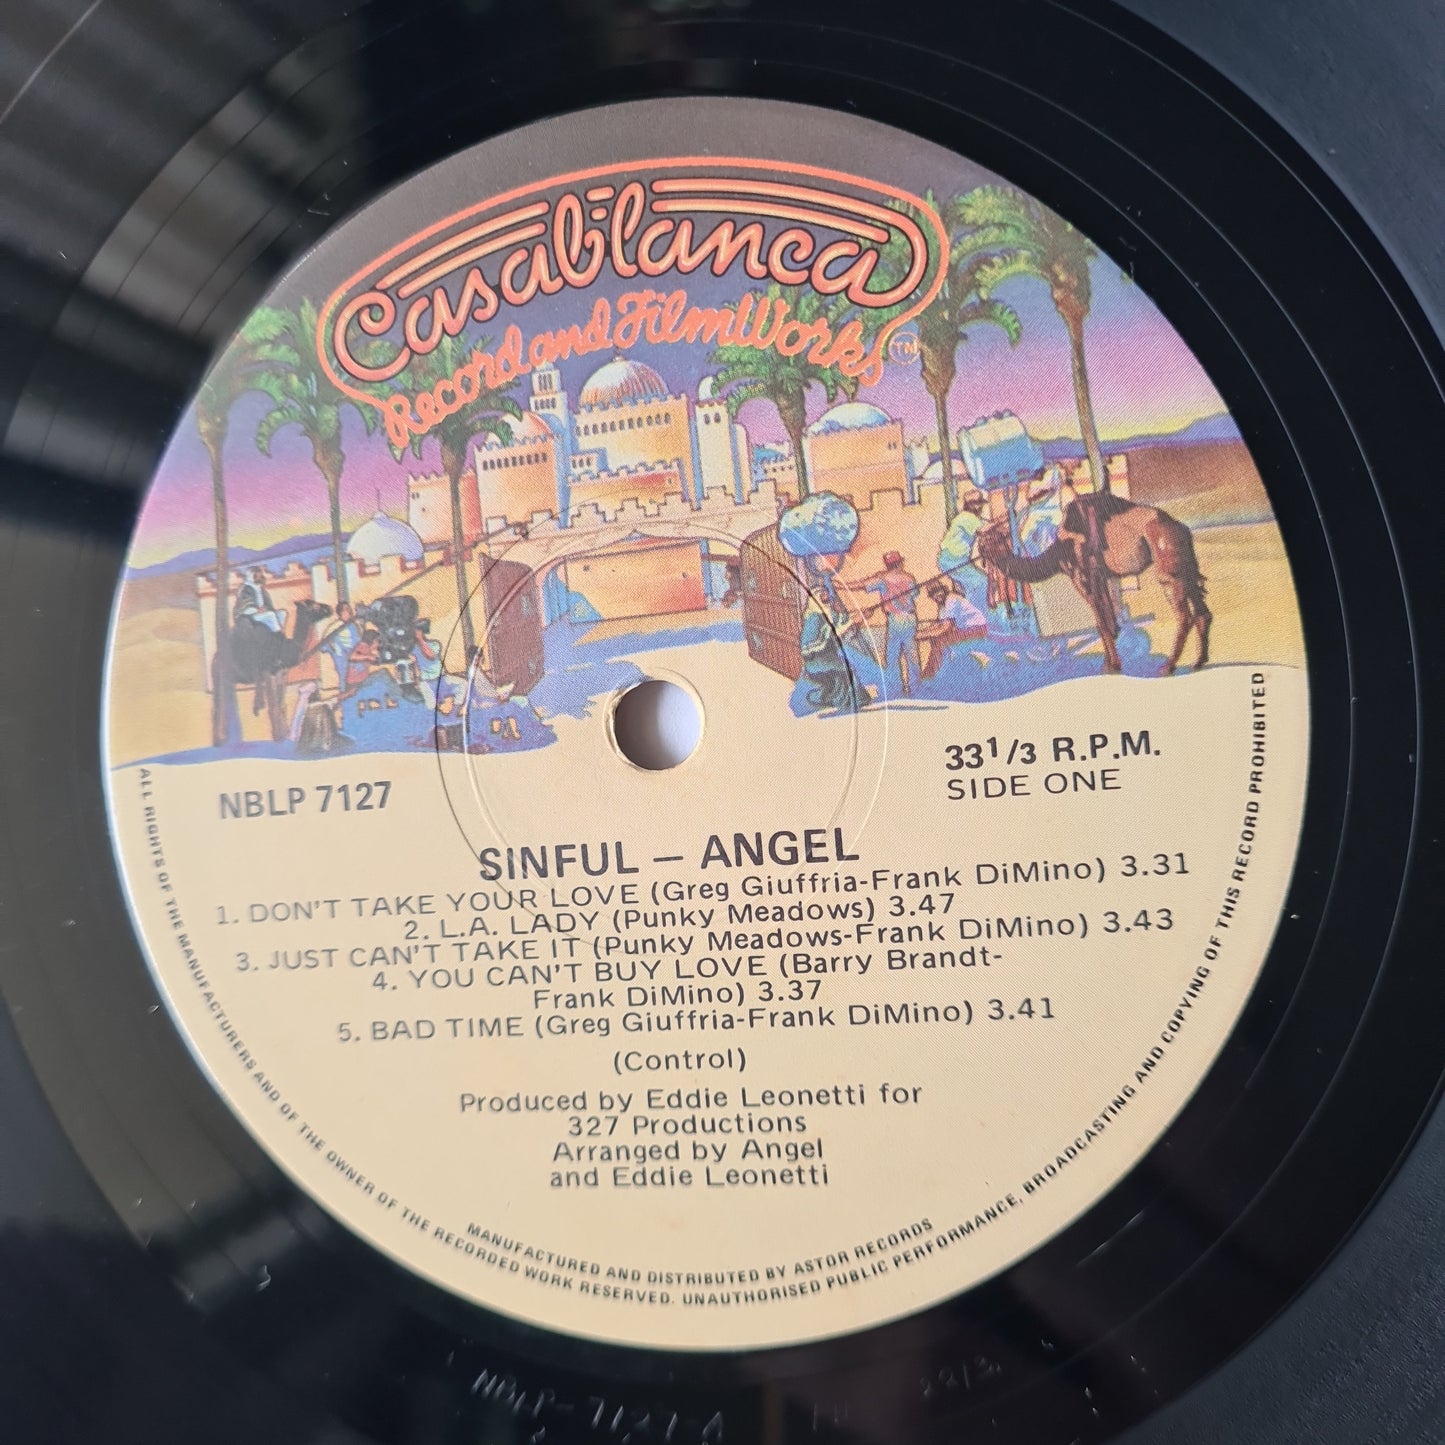 Casablanca
Record and FilmWorks
TM
NBLP 7127
33 1/3 R.P.M.
SIDE ONE
SINFUL – ANGEL
1. DON'T TAKE YOUR LOVE (Greg Giuffria-Frank DiMino) 3.31
2. L.A. LADY (Punky Meadows) 3.47
3. JUST CAN'T TAKE IT (Punky Meadows-Frank DiMino) 3.43
4. YOU CAN'T BUY LOVE (Barry Brandt-
Frank DiMino) 3.37
5. BAD TIME (Greg Giuffria-Frank DiMino) 3.41
(Control)
Produced by Eddie Leonetti for
327 Productions
Arranged by Angel
and Eddie Leonetti
MANUFACTURED AND DISTRIBUTED BY ASTOR RECORDS
ALL RIGHTS OF THE MANUFACTURERS AND OF THE OWNER OF THE RECORDED WORK RESERVED. UNAUTHORISED PUBLIC PERFORMANCE, BROADCASTING AND COPYING OF THIS RECORD PROHIBITED
NBLP-7127-A